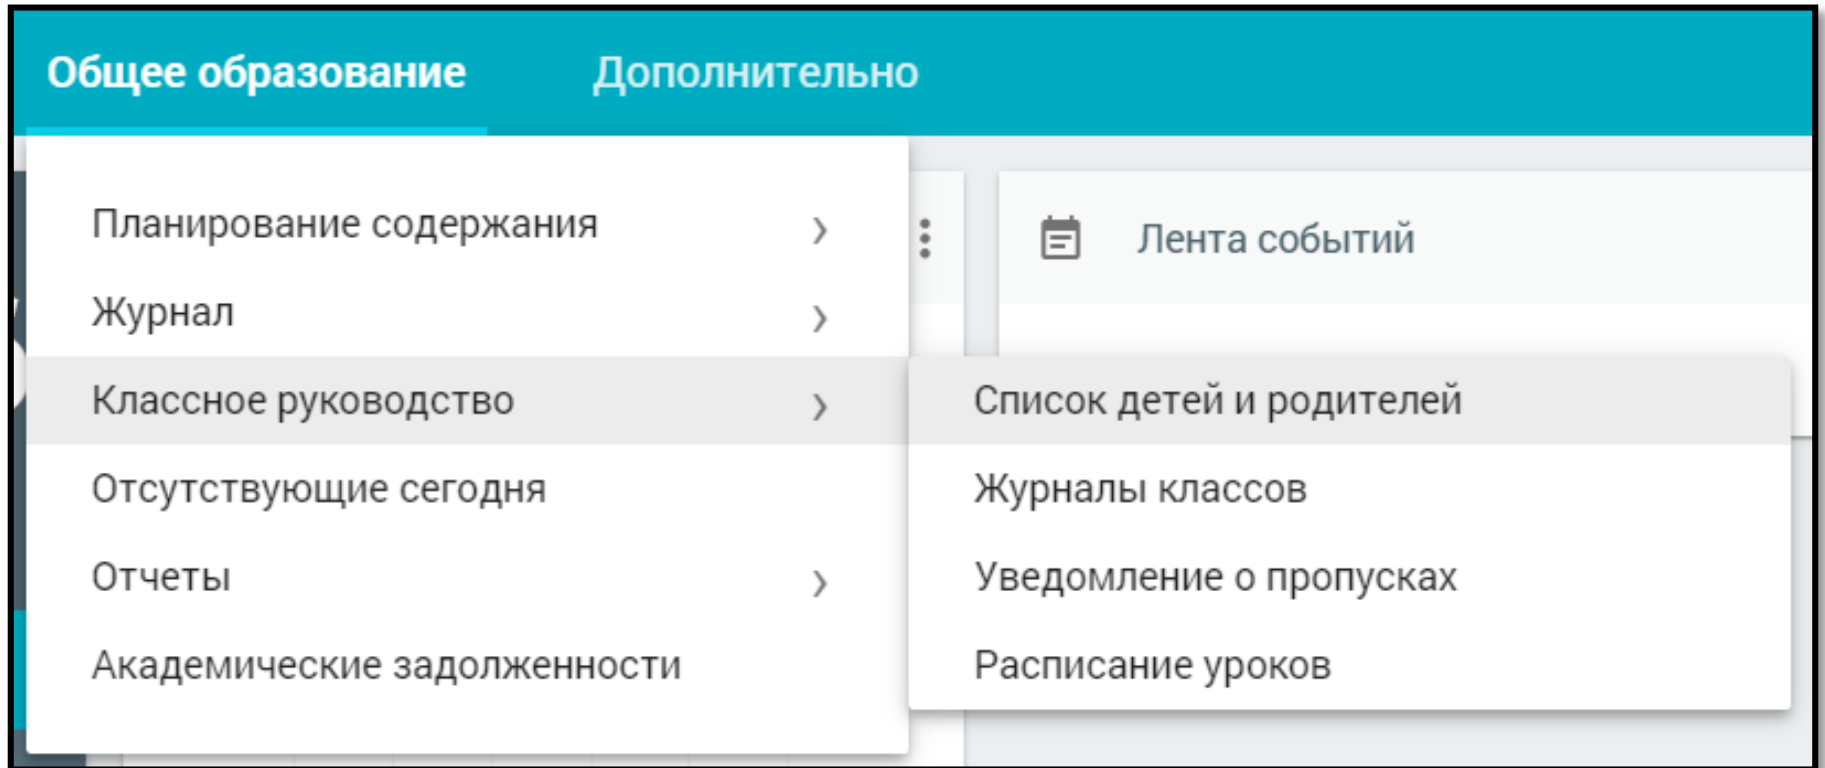 Общее образование
Дополнительно
Планирование содержания
Журнал
Классное руководство
Отсутствующие сегодня
Отчеты
Академические задолженности
Лента событий
Список детей и родителей
Журналы классов
Уведомление о пропусках
Расписание уроков